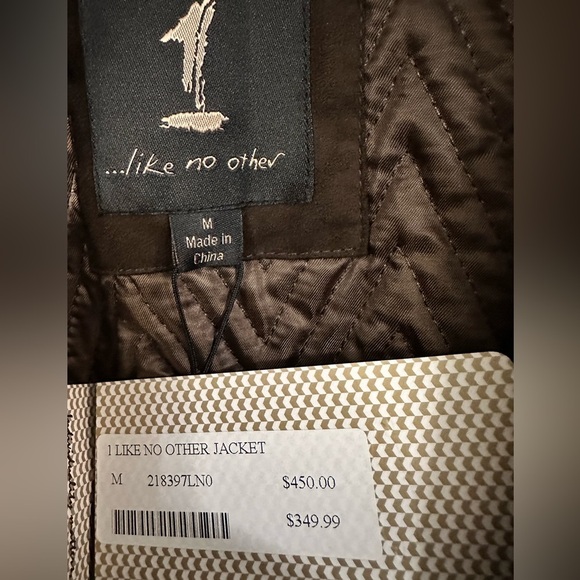 1
...like no other
M
Made in
China
1 LIKE NO OTHER JACKET
M 218397LN0 $450.00
$349.99